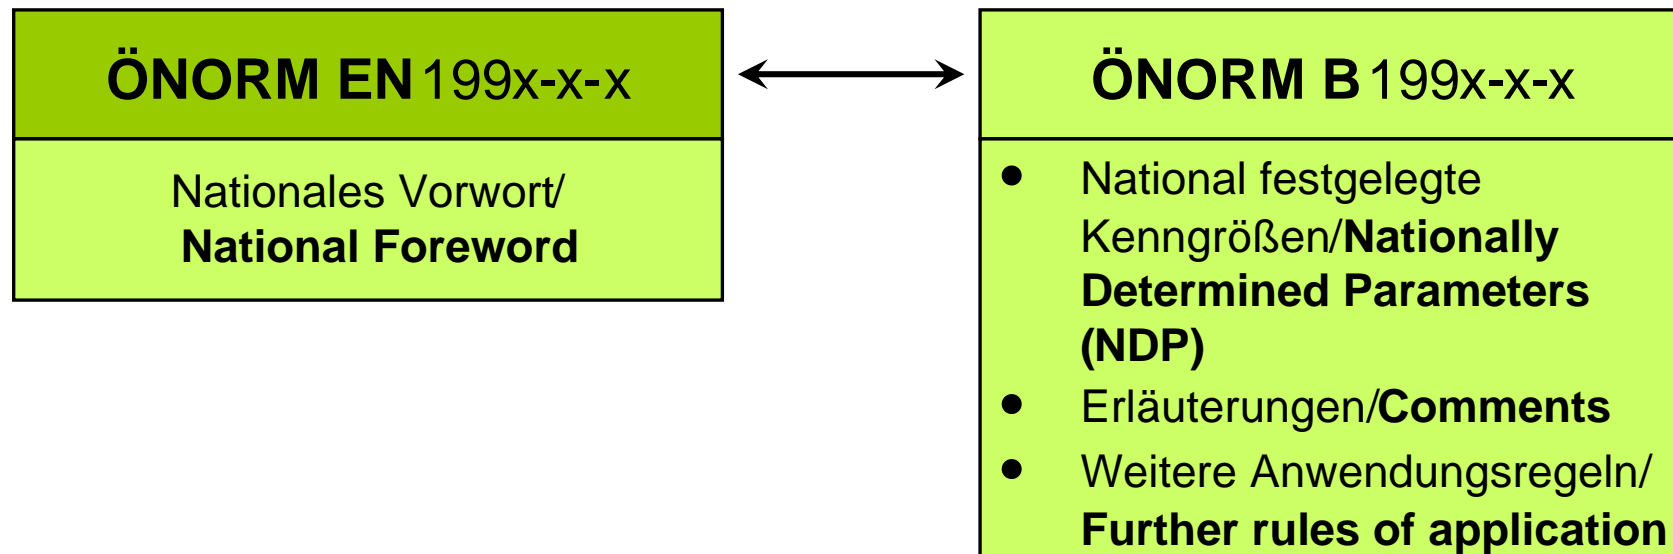 ÖNORM EN 199x-x-x
Nationales Vorwort/
National Foreword
ÖNORM B 199x-x-x
● National festgelegte
Kenngrößen/Nationally
Determined Parameters
(NDP)
● Erläuterungen/Comments
● Weitere Anwendungsregeln/
Further rules of application